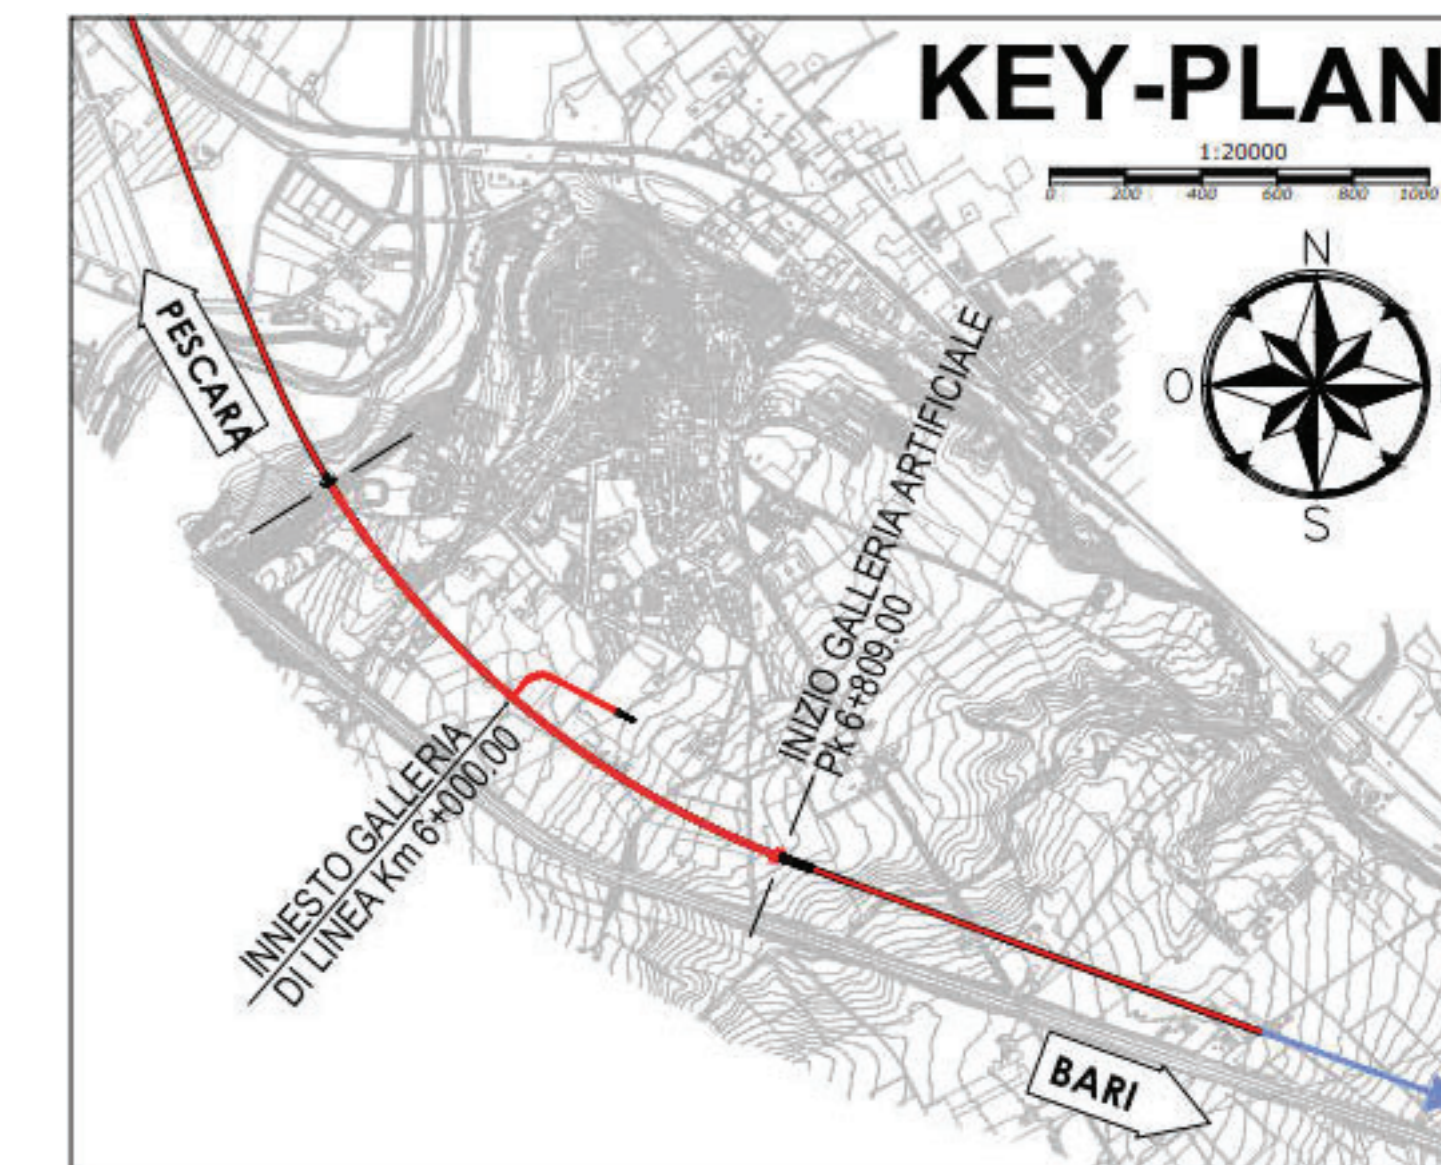 KEY-PLAN
1:20000
0 200 400 600 800 1000
N
O
S
PESCARA
INIZIO GALLERIA ARTIFICIALE
Pk 6+809.00
INNESTO GALLERIA
DI LINEA Km 6+000.00
BARI